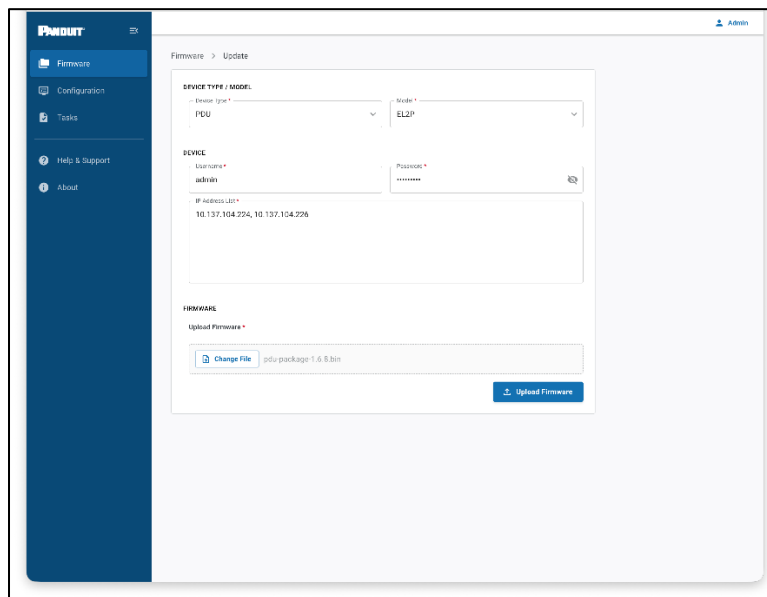 PANDUIT
Admin
Firmware
Configuration
Tasks
Help & Support
About
Firmware > Update
DEVICE TYPE / MODEL
Device Type *
PDU
Model *
EL2P
DEVICE
Username *
admin
Password *
•••••••••
IP Address List *
10.137.104.224, 10.137.104.226
FIRMWARE
Upload Firmware *
Change File pdu-package-1.6.8.bin
Upload Firmware